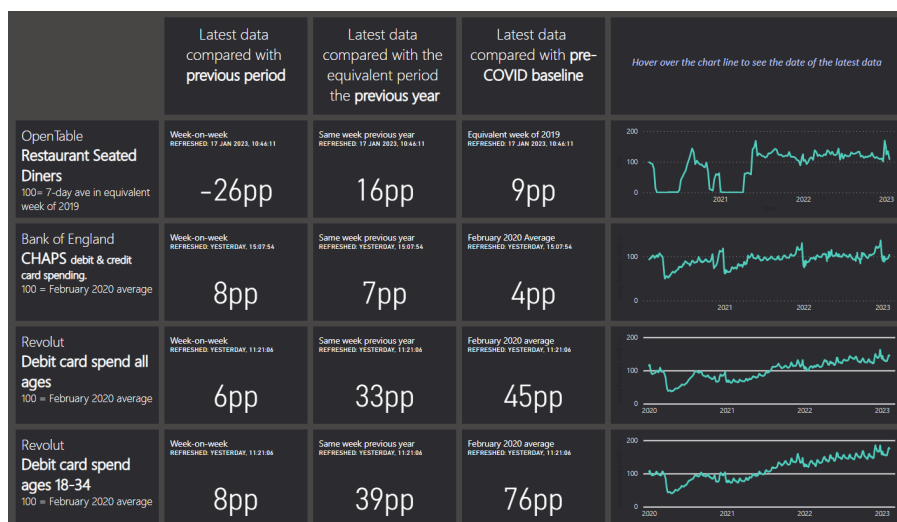 Latest data
compared with
previous period
Latest data
compared with the
equivalent period
the previous year
Latest data
compared with pre-
COVID baseline
Hover over the chart line to see the date of the latest data
OpenTable
Restaurant Seated
Diners
100= 7-day ave in equivalent
week of 2019
Week-on-week
REFRESHED: 17 JAN 2023, 10:46:11
-26pp
Same week previous year
REFRESHED: 17 JAN 2023, 10:46:11
16pp
Equivalent week of 2019
REFRESHED: 17 JAN 2023, 10:46:11
9pp
200
100
0
2021
2022
2023
Bank of England
CHAPS debit & credit
card spending.
100 = February 2020 average
Week-on-week
REFRESHED: YESTERDAY, 15:07:54
8pp
Same week previous year
REFRESHED: YESTERDAY, 15:07:54
7pp
February 2020 Average
REFRESHED: YESTERDAY, 15:07:54
4pp
100
0
2021
2022
2023
Revolut
Debit card spend all
ages
100 = February 2020 average
Week-on-week
REFRESHED: YESTERDAY, 11:21:06
6pp
Same week previous year
REFRESHED: YESTERDAY, 11:21:06
33pp
February 2020 average
REFRESHED: YESTERDAY, 11:21:06
45pp
200
100
0
2020
2021
2022
2023
Revolut
Debit card spend
ages 18-34
100 = February 2020 average
Week-on-week
REFRESHED: YESTERDAY, 11:21:06
8pp
Same week previous year
REFRESHED: YESTERDAY, 11:21:06
39pp
February 2020 average
REFRESHED: YESTERDAY, 11:21:06
76pp
200
100
0
2020
2021
2022
2023